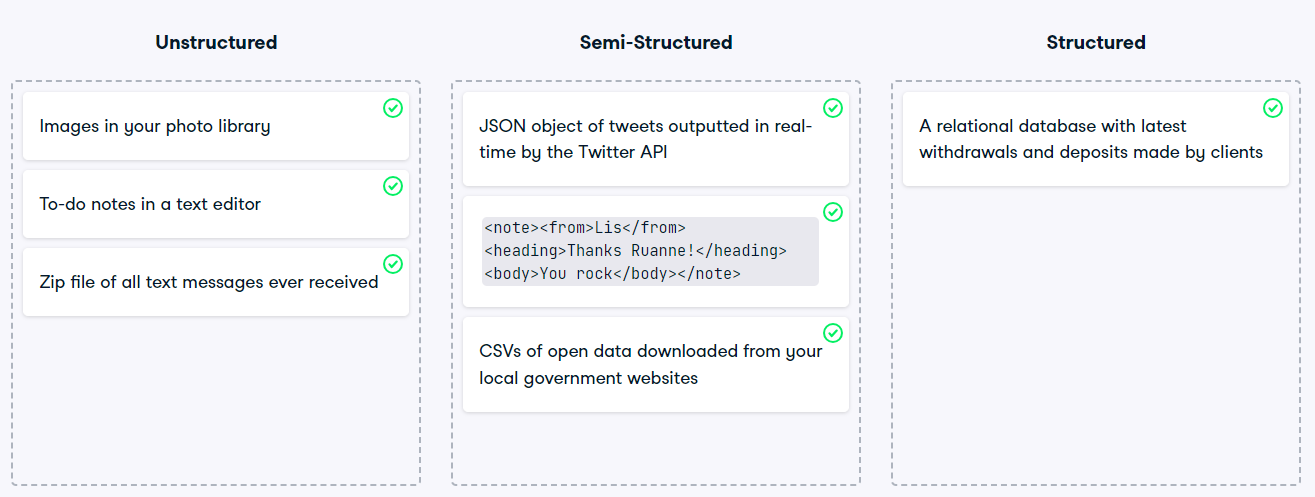 Unstructured
Images in your photo library
To-do notes in a text editor
Zip file of all text messages ever received
Semi-Structured
JSON object of tweets outputted in real-
time by the Twitter API
<note><from>Lis</from>
<heading>Thanks Ruanne!</heading>
<body>You rock</body></note>
CSVs of open data downloaded from your
local government websites
Structured
A relational database with latest
withdrawals and deposits made by clients